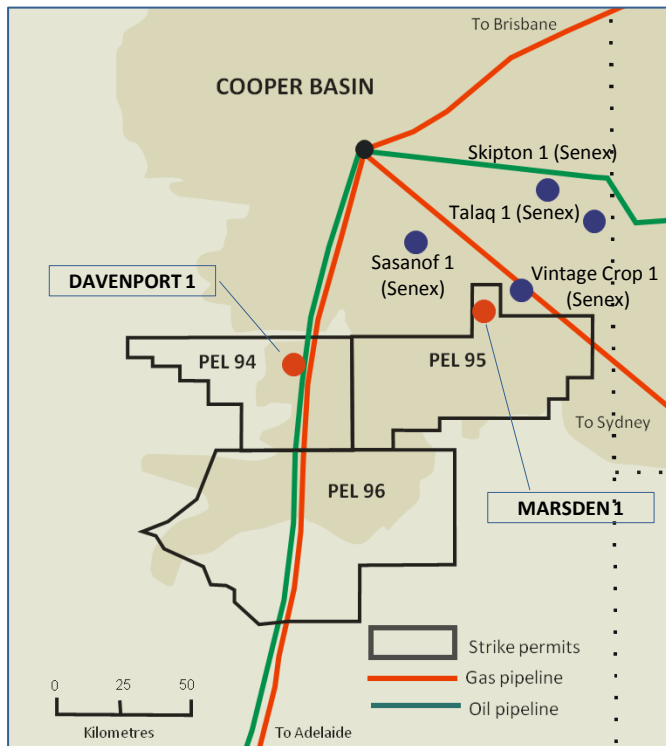 To Brisbane
COOPER BASIN
Skipton 1 (Senex)
Talaq 1 (Senex)
Sasanof 1
(Senex)
Vintage Crop 1
(Senex)
DAVENPORT 1
PEL 94
PEL 95
To Sydney
PEL 96
MARSDEN 1
Strike permits
Gas pipeline
Oil pipeline
0 25 50
Kilometres
To Adelaide